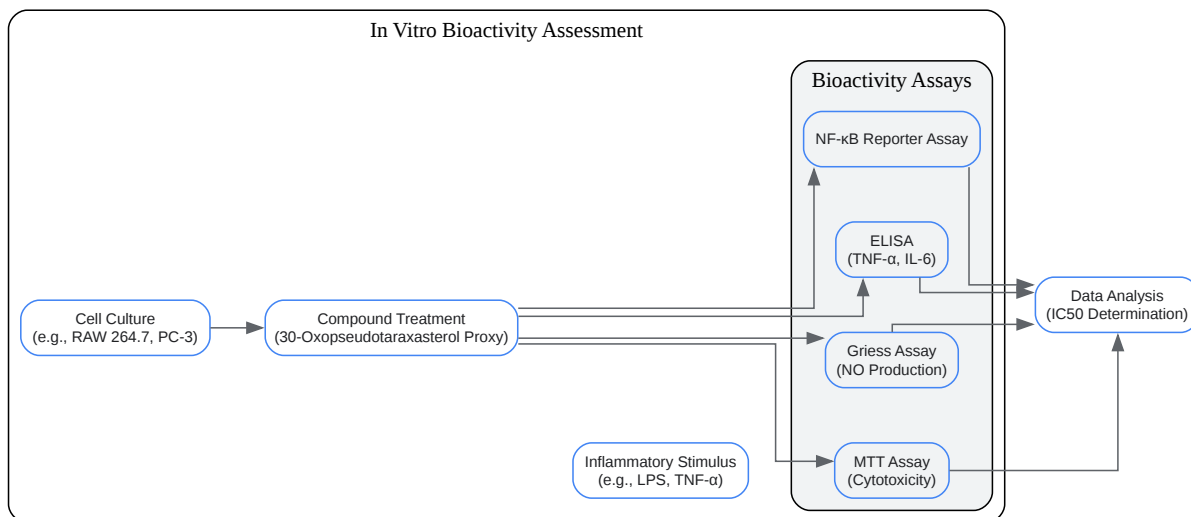 In Vitro Bioactivity Assessment
Bioactivity Assays
NF-κB Reporter Assay
ELISA
(TNF-α, IL-6)
Cell Culture
(e.g., RAW 264.7, PC-3)
Compound Treatment
(30-Oxopseudotaraxasterol Proxy)
Data Analysis
(IC50 Determination)
Griess Assay
(NO Production)
Inflammatory Stimulus
(e.g., LPS, TNF-α)
MTT Assay
(Cytotoxicity)